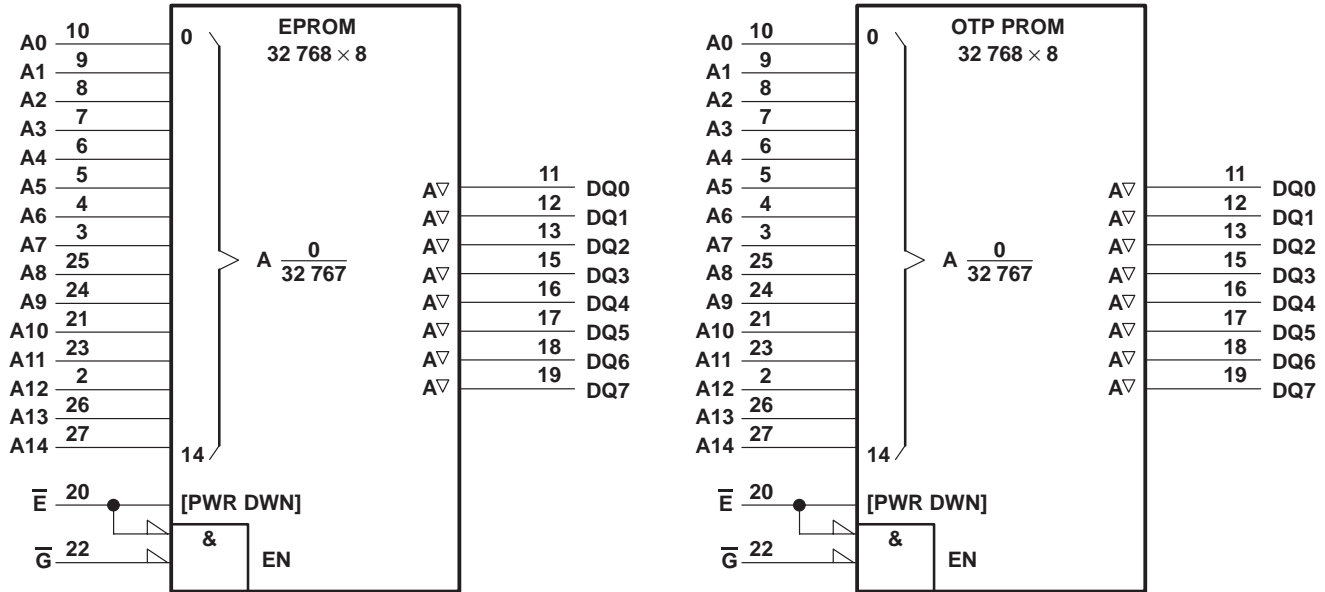 EPROM
32 768 × 8
A0 10 0
A1 9
A2 8
A3 7
A4 6
A5 5
A6 4
A7 3
A8 25
A9 24
A10 21
A11 23
A12 2
A13 26
A14 27 14
A 0
32 767
A▽ 11 DQ0
A▽ 12 DQ1
A▽ 13 DQ2
A▽ 15 DQ3
A▽ 16 DQ4
A▽ 17 DQ5
A▽ 18 DQ6
A▽ 19 DQ7
E̅ 20 [PWR DWN]
&
G̅ 22 EN
OTP PROM
32 768 × 8
A0 10 0
A1 9
A2 8
A3 7
A4 6
A5 5
A6 4
A7 3
A8 25
A9 24
A10 21
A11 23
A12 2
A13 26
A14 27 14
A 0
32 767
A▽ 11 DQ0
A▽ 12 DQ1
A▽ 13 DQ2
A▽ 15 DQ3
A▽ 16 DQ4
A▽ 17 DQ5
A▽ 18 DQ6
A▽ 19 DQ7
E̅ 20 [PWR DWN]
&
G̅ 22 EN